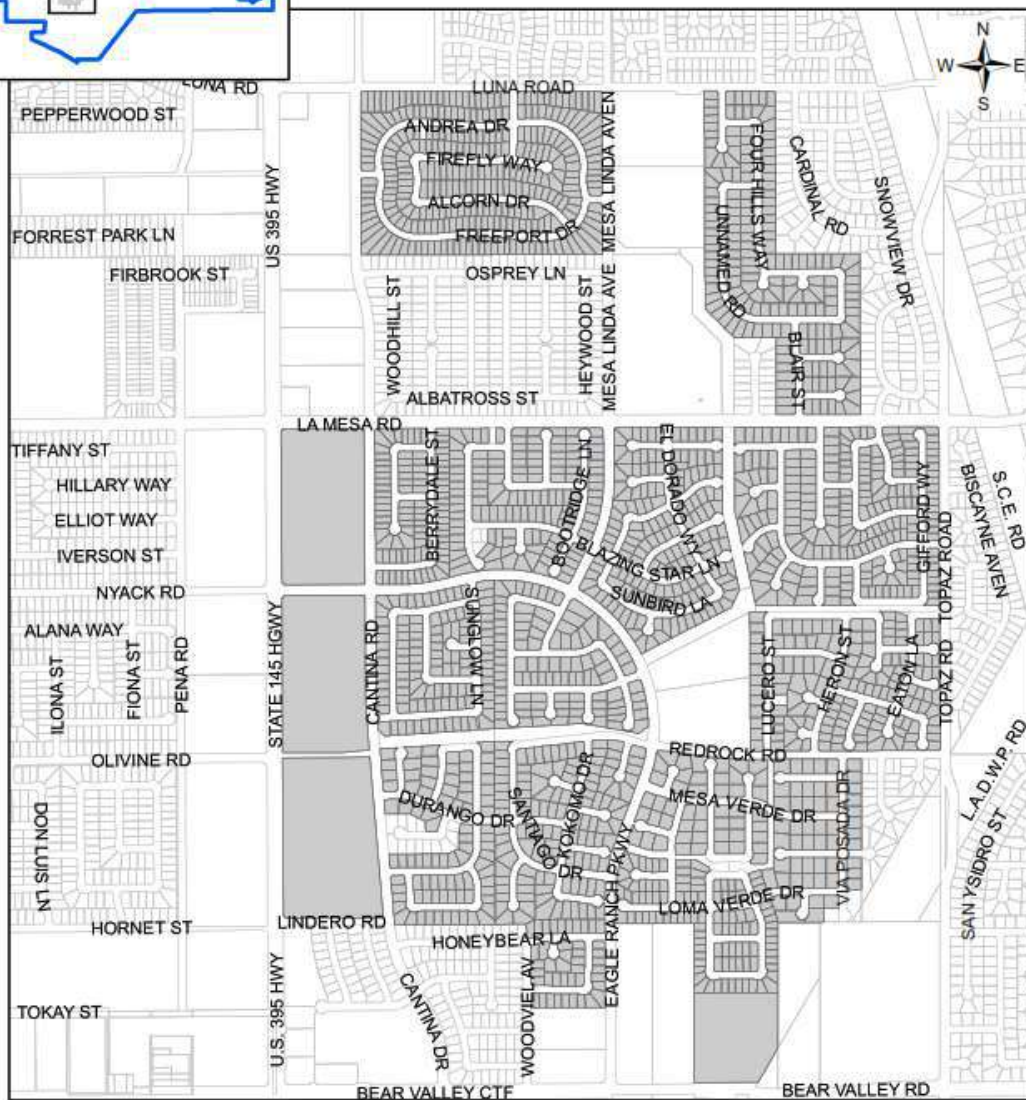 N
W E
S
LUNA RD
LUNA ROAD
PEPPERWOOD ST
ANDREA DR
FIREFLY WAY
ALCORN DR
FREEPORT DR
MESA LINDA AVEN
US 395 HWY
FOUR HILLS WAY
CARDINAL RD
SNOWVIEW DR
UNNAMED RD
FORREST PARK LN
FIRBROOK ST
OSPREY LN
WOODHILL ST
HEYWOOD ST
MESA LINDA AVE
BLAIR ST
ALBATROSS ST
LA MESA RD
TIFFANY ST
HILLARY WAY
ELLIOT WAY
IVERSON ST
BERRYDALE ST
BOOTRIDGE LN
EL DORADO WY
BLAZING STAR LN
SUNBIRD LA
GIFFORD WY
TOPAZ ROAD
BISCAYNE AVEN
S.C.E. RD
NYACK RD
ALANA WAY
ILONA ST
FIONA ST
PENA RD
STATE 145 HGWY
CANTINA RD
SUNGLOW LN
LUCERO ST
HERON ST
EATON LA
TOPAZ RD
OLIVINE RD
REDROCK RD
L.A.D.W.P. RD
DON LUIS LN
DURANGO DR
SANTIAGO DR
KOKOMO DR
MESA VERDE DR
VIA POSADA DR
SAN YSIDRO ST
LOMA VERDE DR
EAGLE RANCH PKWY
HORNET ST
LINDERO RD
HONEYBEAR LA
CANTINA DR
WOODVIEL AV
U.S. 395 HWY
TOKAY ST
BEAR VALLEY CTF
BEAR VALLEY RD